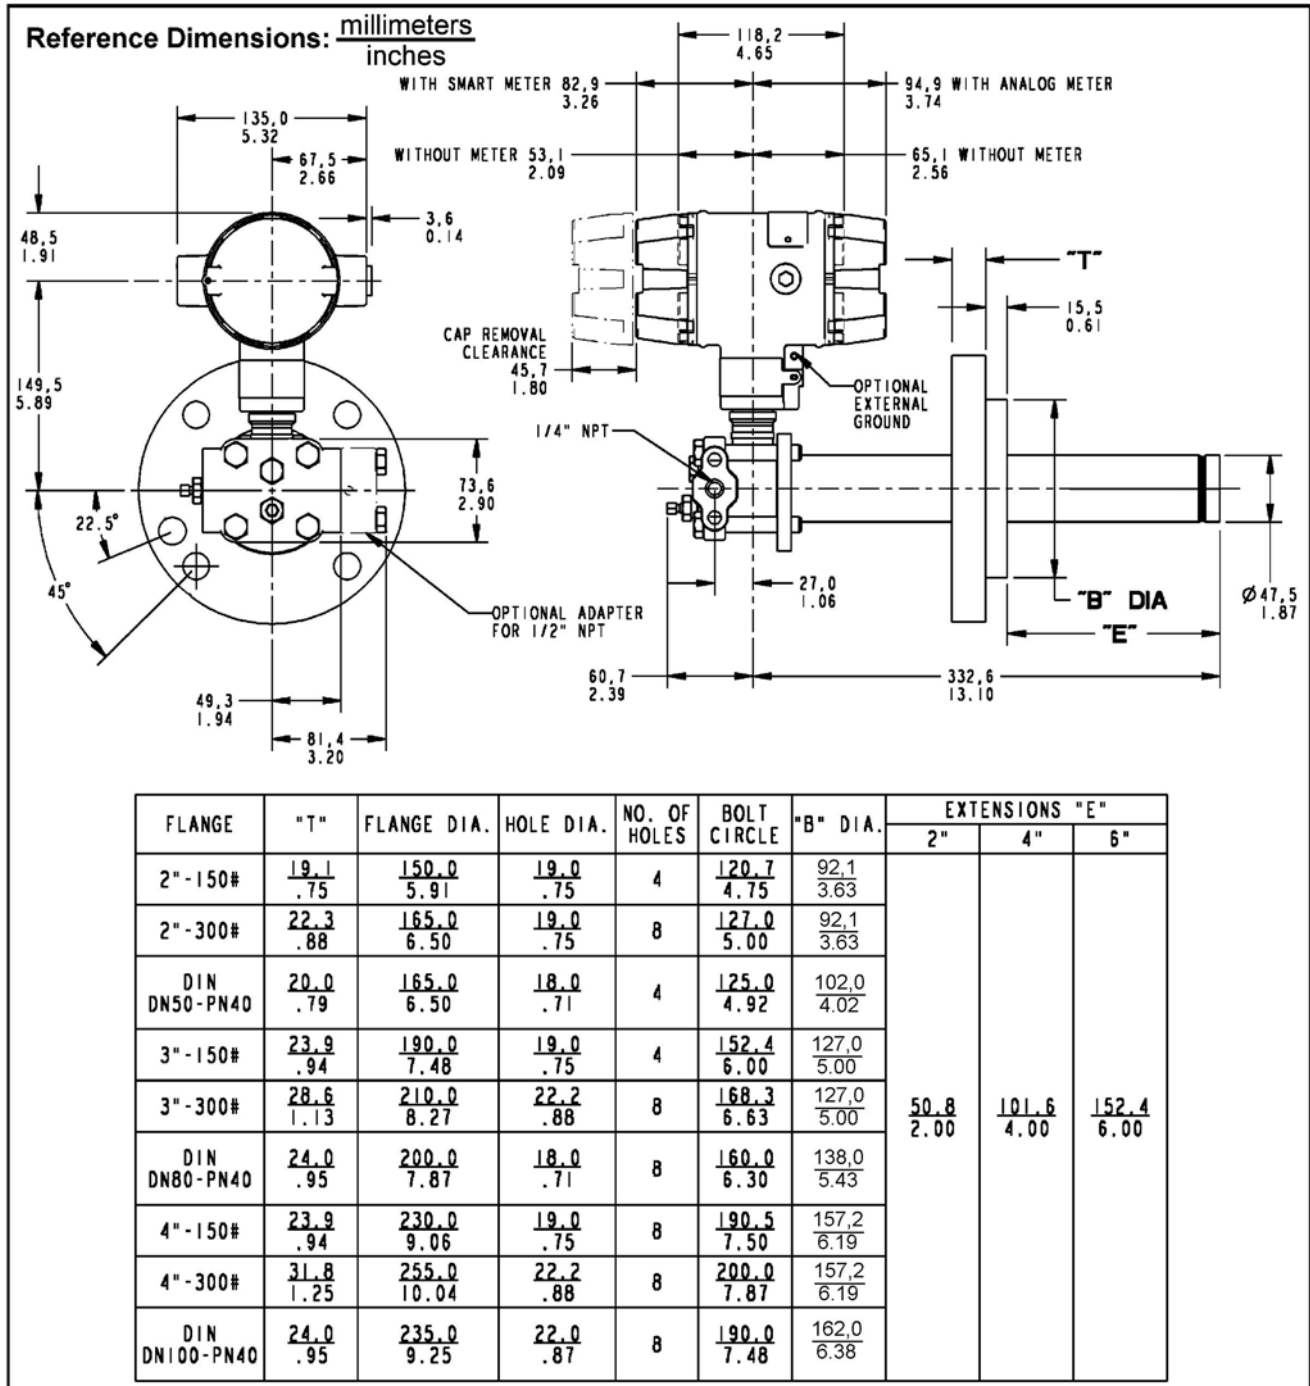 Reference Dimensions: millimeters
inches
118,2
4.65
WITH SMART METER 82,9
3.26
94,9 WITH ANALOG METER
3.74
135,0
5.32
67,5
2.66
WITHOUT METER 53,1
2.09
65,1 WITHOUT METER
2.56
3,6
0.14
48,5
1.91
"T"
15,5
0.61
CAP REMOVAL
CLEARANCE
45,7
1.80
149,5
5.89
OPTIONAL
EXTERNAL
GROUND
1/4" NPT
73,6
2.90
22.5°
45°
27,0
1.06
"B" DIA
Ø47,5
1.87
"E"
OPTIONAL ADAPTER
FOR 1/2" NPT
60,7
2.39
332,6
13.10
49,3
1.94
81,4
3.20
FLANGE "T" FLANGE DIA. HOLE DIA. NO. OF HOLES BOLT CIRCLE "B" DIA. EXTENSIONS "E"
2" 4" 6"
2"-150# 19.1 150.0 19.0 4 120.7 92,1
.75 5.91 .75 4.75 3.63
2"-300# 22.3 165.0 19.0 8 127.0 92,1
.88 6.50 .75 5.00 3.63
DIN DN50-PN40 20.0 165.0 18.0 4 125.0 102,0
.79 6.50 .71 4.92 4.02
3"-150# 23.9 190.0 19.0 4 152.4 127,0
.94 7.48 .75 6.00 5.00
3"-300# 28.6 210.0 22.2 8 168.3 127,0 50.8 101.6 152.4
1.13 8.27 .88 6.63 5.00 2.00 4.00 6.00
DIN DN80-PN40 24.0 200.0 18.0 8 160.0 138,0
.95 7.87 .71 6.30 5.43
4"-150# 23.9 230.0 19.0 8 190.5 157,2
.94 9.06 .75 7.50 6.19
4"-300# 31.8 255.0 22.2 8 200.0 157,2
1.25 10.04 .88 7.87 6.19
DIN DN100-PN40 24.0 235.0 22.0 8 190.0 162,0
.95 9.25 .87 7.48 6.38